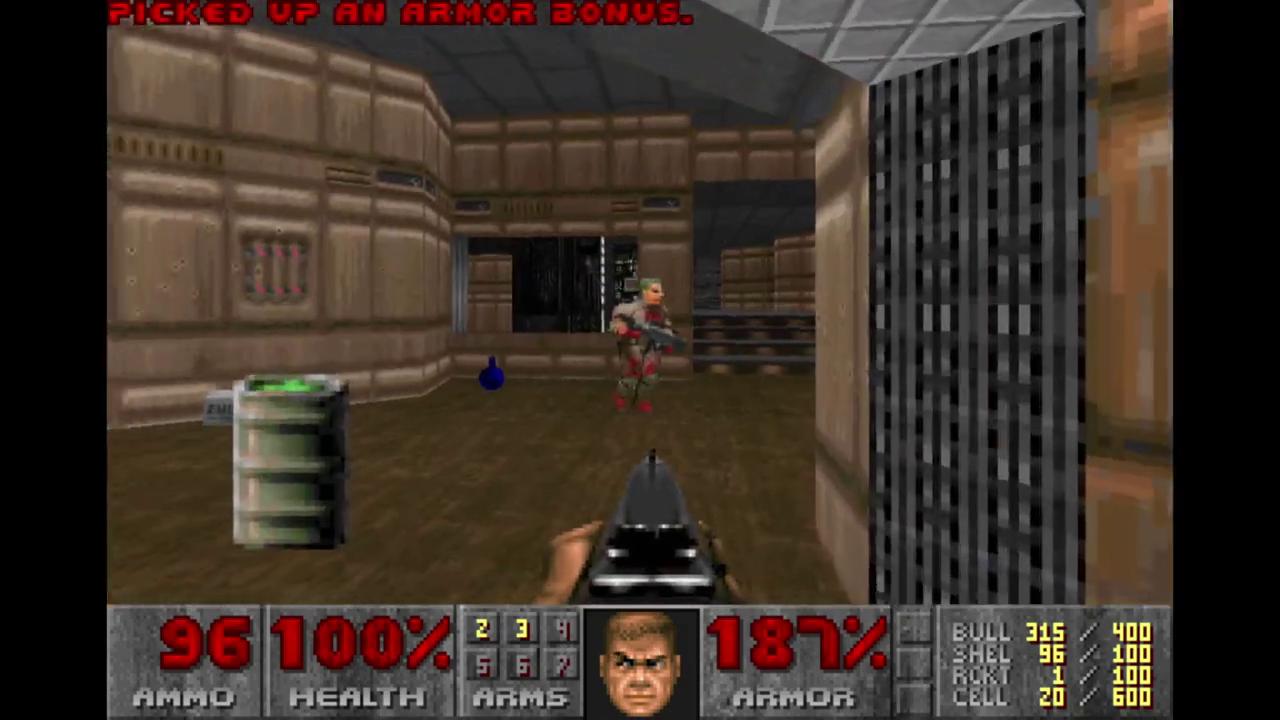 PICKED UP AN ARMOR BONUS.
96 100% 2 3 4 187% BULL 315 / 400
SHEL 96 / 100
5 6 7 RCKT 1 / 100
AMMO HEALTH ARMS ARMOR CELL 20 / 600